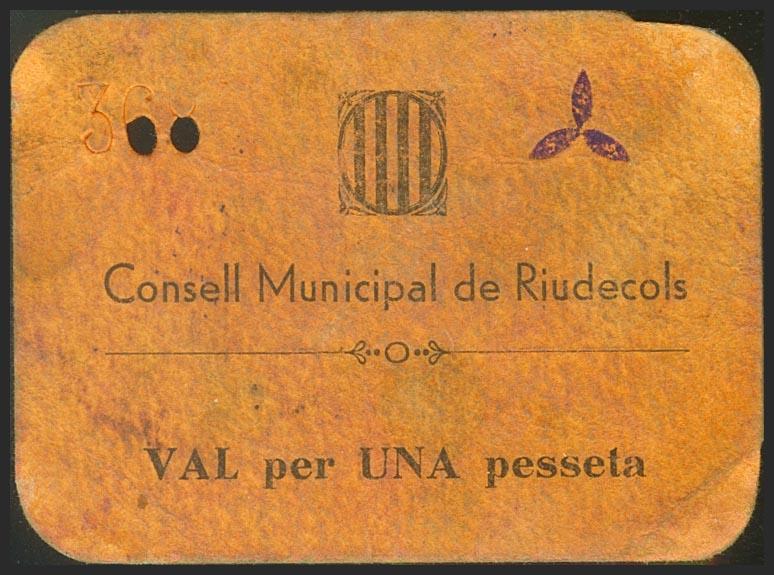 Consell Municipal de Riudecols
VAL per UNA pesseta